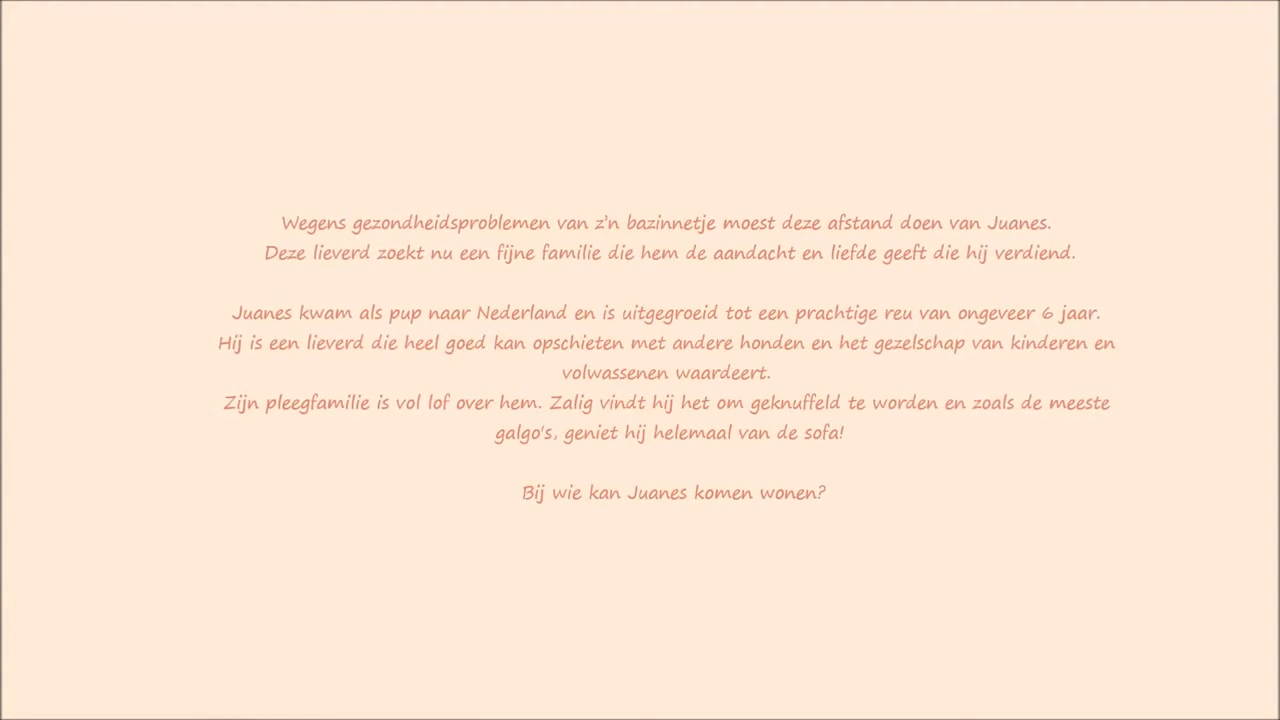 Wegens gezondheidsproblemen van z'n bazinnetje moest deze afstand doen van Juanes.
Deze lieverd zoekt nu een fijne familie die hem de aandacht en liefde geeft die hij verdiend.
Juanes kwam als pup naar Nederland en is uitgegroeid tot een prachtige reu van ongeveer 6 jaar.
Hij is een lieverd die heel goed kan opschieten met andere honden en het gezelschap van kinderen en
volwassenen waardeert.
Zijn pleegfamilie is vol lof over hem. Zalig vindt hij het om geknuffeld te worden en zoals de meeste
galgo's, geniet hij helemaal van de sofa!
Bij wie kan Juanes komen wonen?